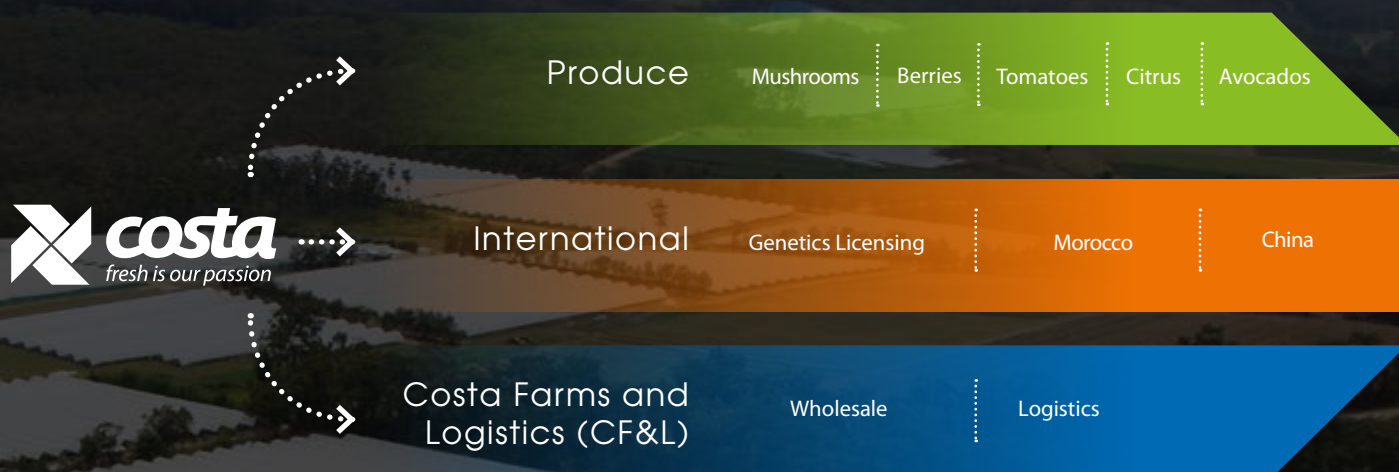 Produce
Mushrooms
Berries
Tomatoes
Citrus
Avocados
costa
fresh is our passion
International
Genetics Licensing
Morocco
China
Costa Farms and
Logistics (CF&L)
Wholesale
Logistics